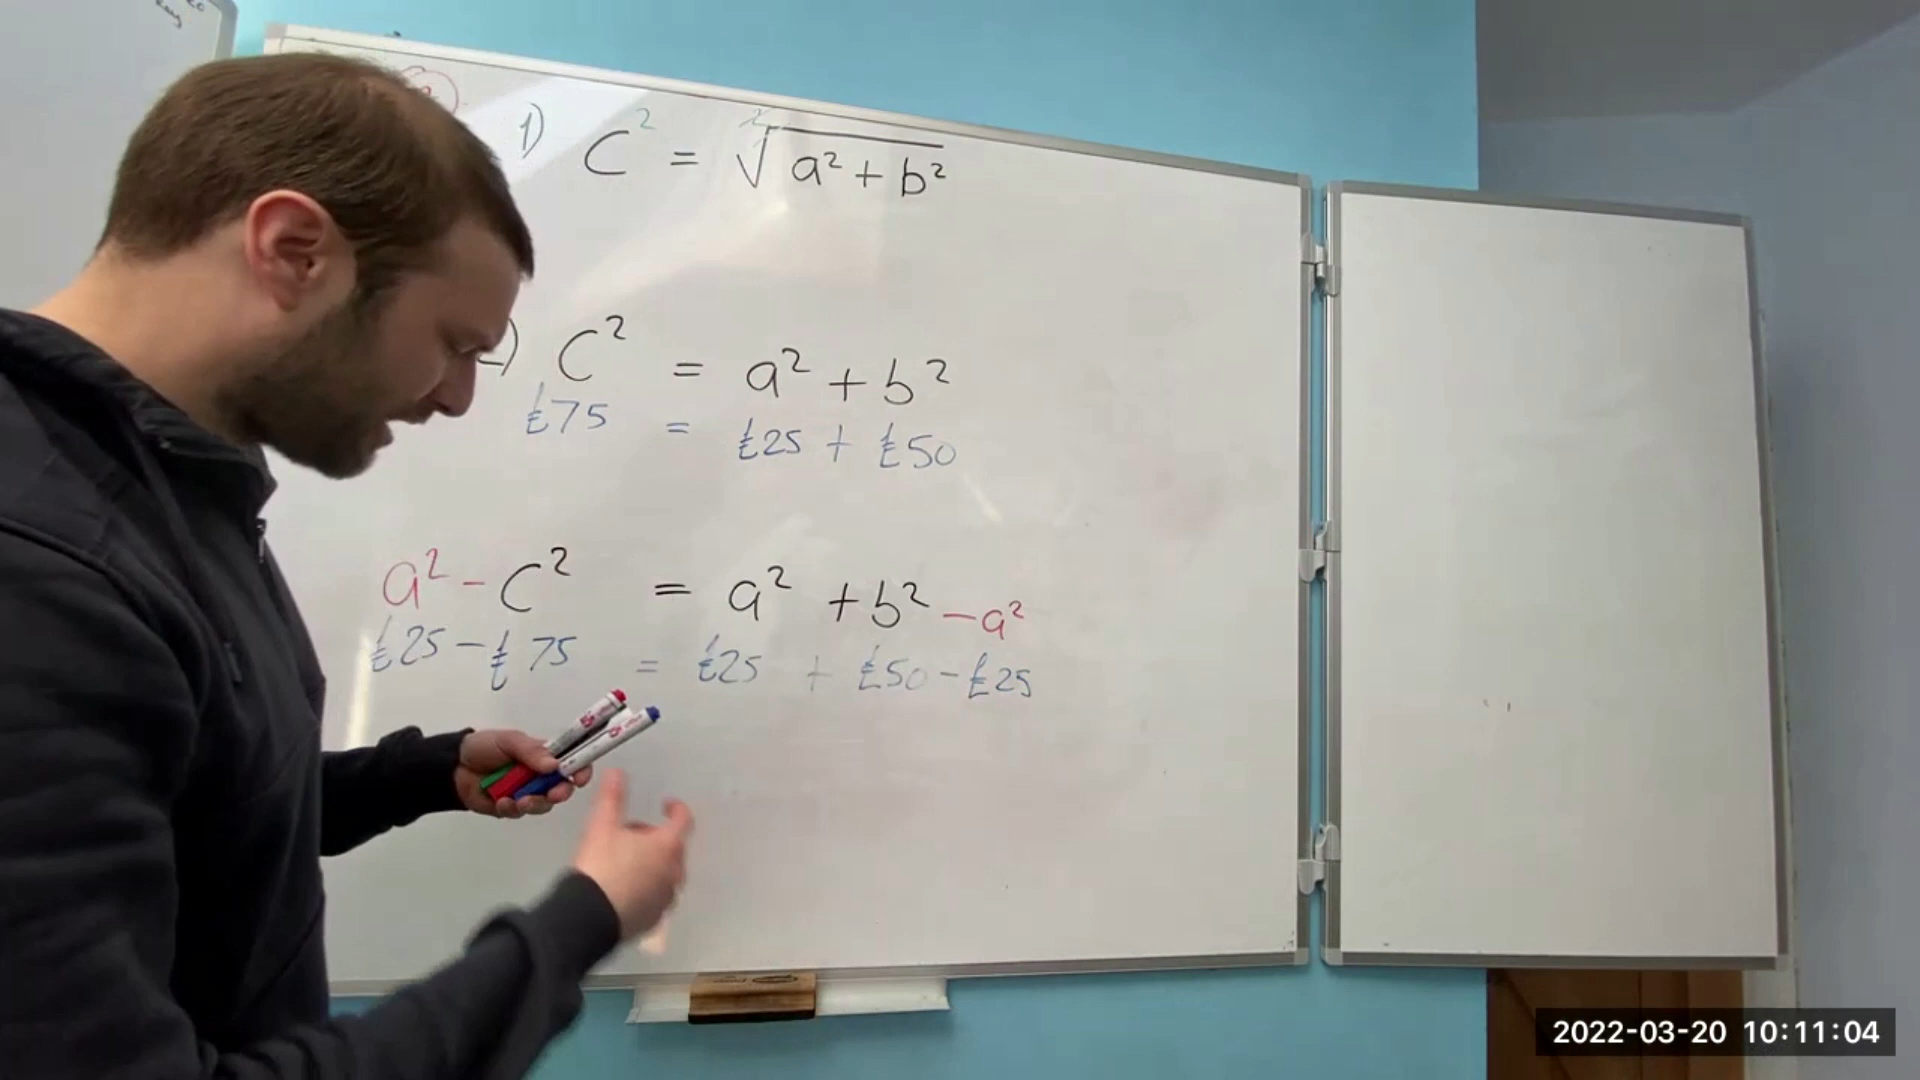 1) C² = ²√a² + b²
C² = a² + b²
£75 = £25 + £50
a² - C² = a² + b² - a²
£25 - £75 = £25 + £50 - £25
2022-03-20 10:11:04